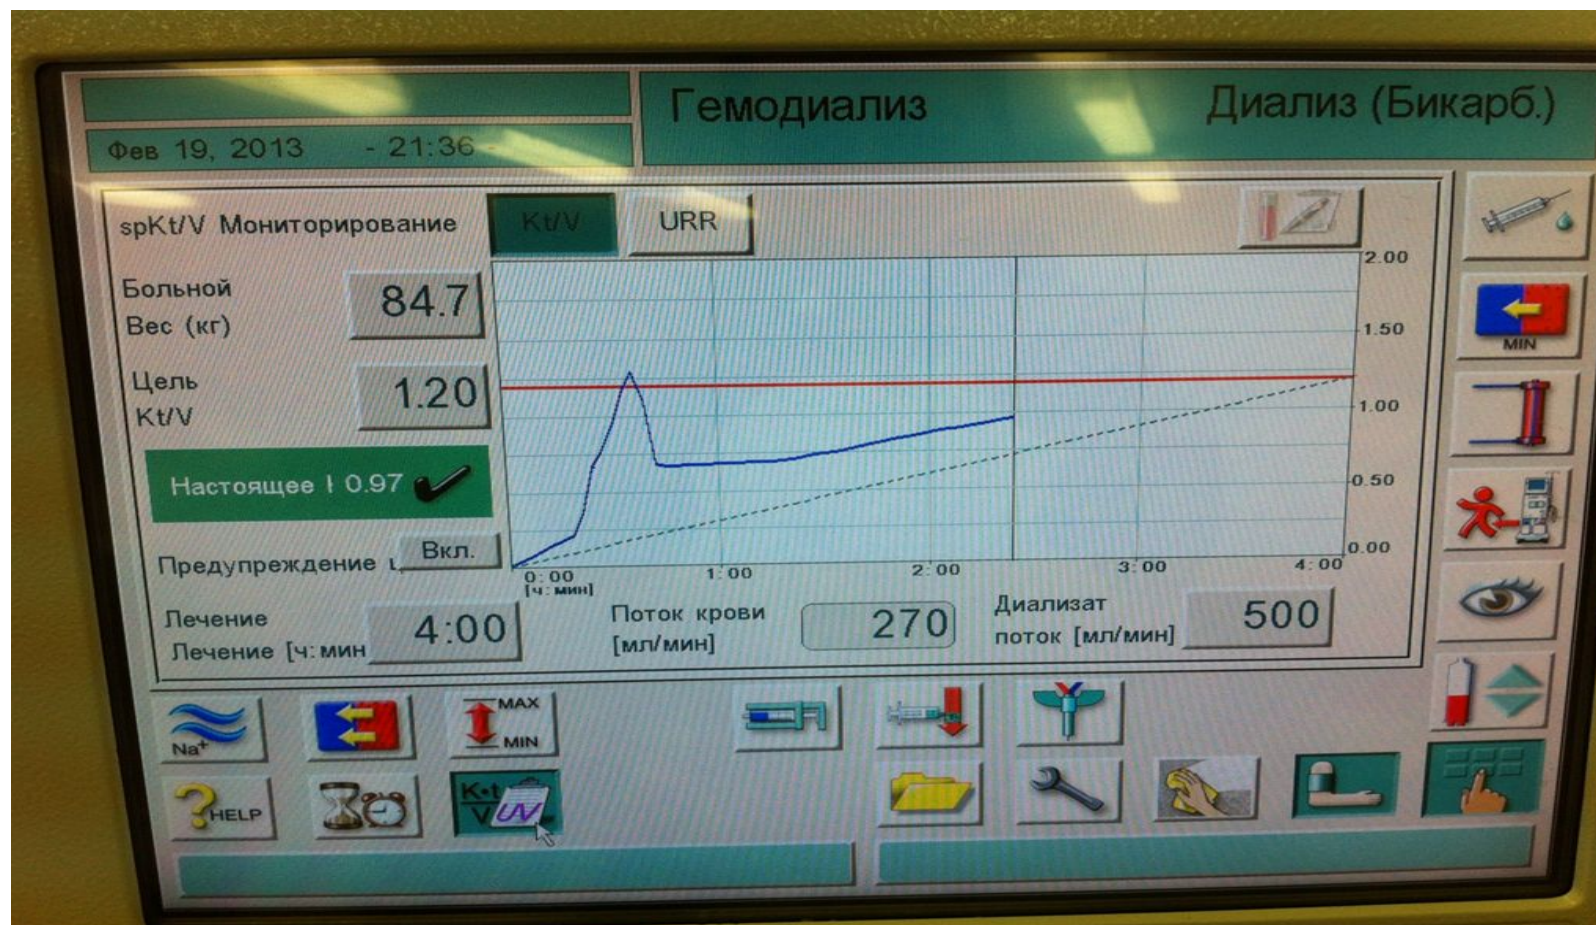 Гемодиализ
Диализ (Бикарб.)
Фев 19, 2013 - 21:36 -
spKt/V Мониторирование
Kt/V
URR
Больной
Вес (кг)
84.7
Цель
Kt/V
1.20
Настоящее I 0.97
Предупреждение
Вкл.
2.00
1.50
1.00
0.50
0.00
0:00 1:00 2:00 3:00 4:00
[ч:мин]
Лечение
Лечение [ч:мин
4:00
Поток крови
[мл/мин]
270
Диализат
поток [мл/мин]
500
MIN
Na+
MAX
MIN
HELP
K•t
V
UV